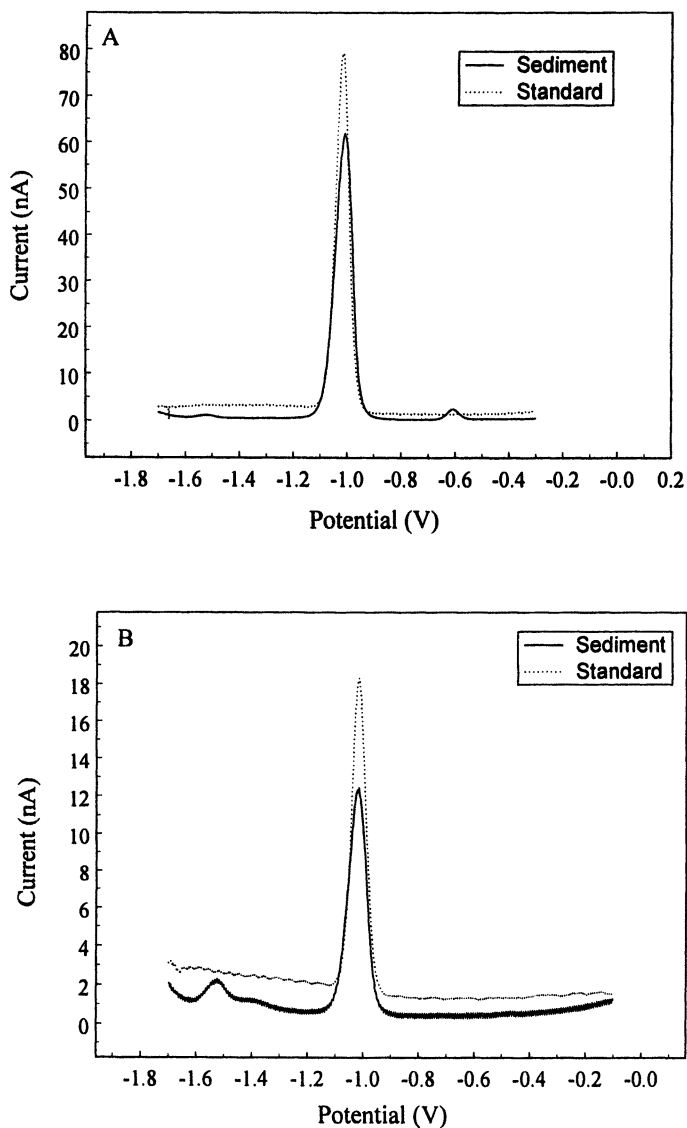 A
Sediment
Standard
80
70
60
50
40
30
20
10
0
Current (nA)
-1.8 -1.6 -1.4 -1.2 -1.0 -0.8 -0.6 -0.4 -0.2 -0.0 0.2
Potential (V)
B
Sediment
Standard
20
18
16
14
12
10
8
6
4
2
0
Current (nA)
-1.8 -1.6 -1.4 -1.2 -1.0 -0.8 -0.6 -0.4 -0.2 -0.0
Potential (V)